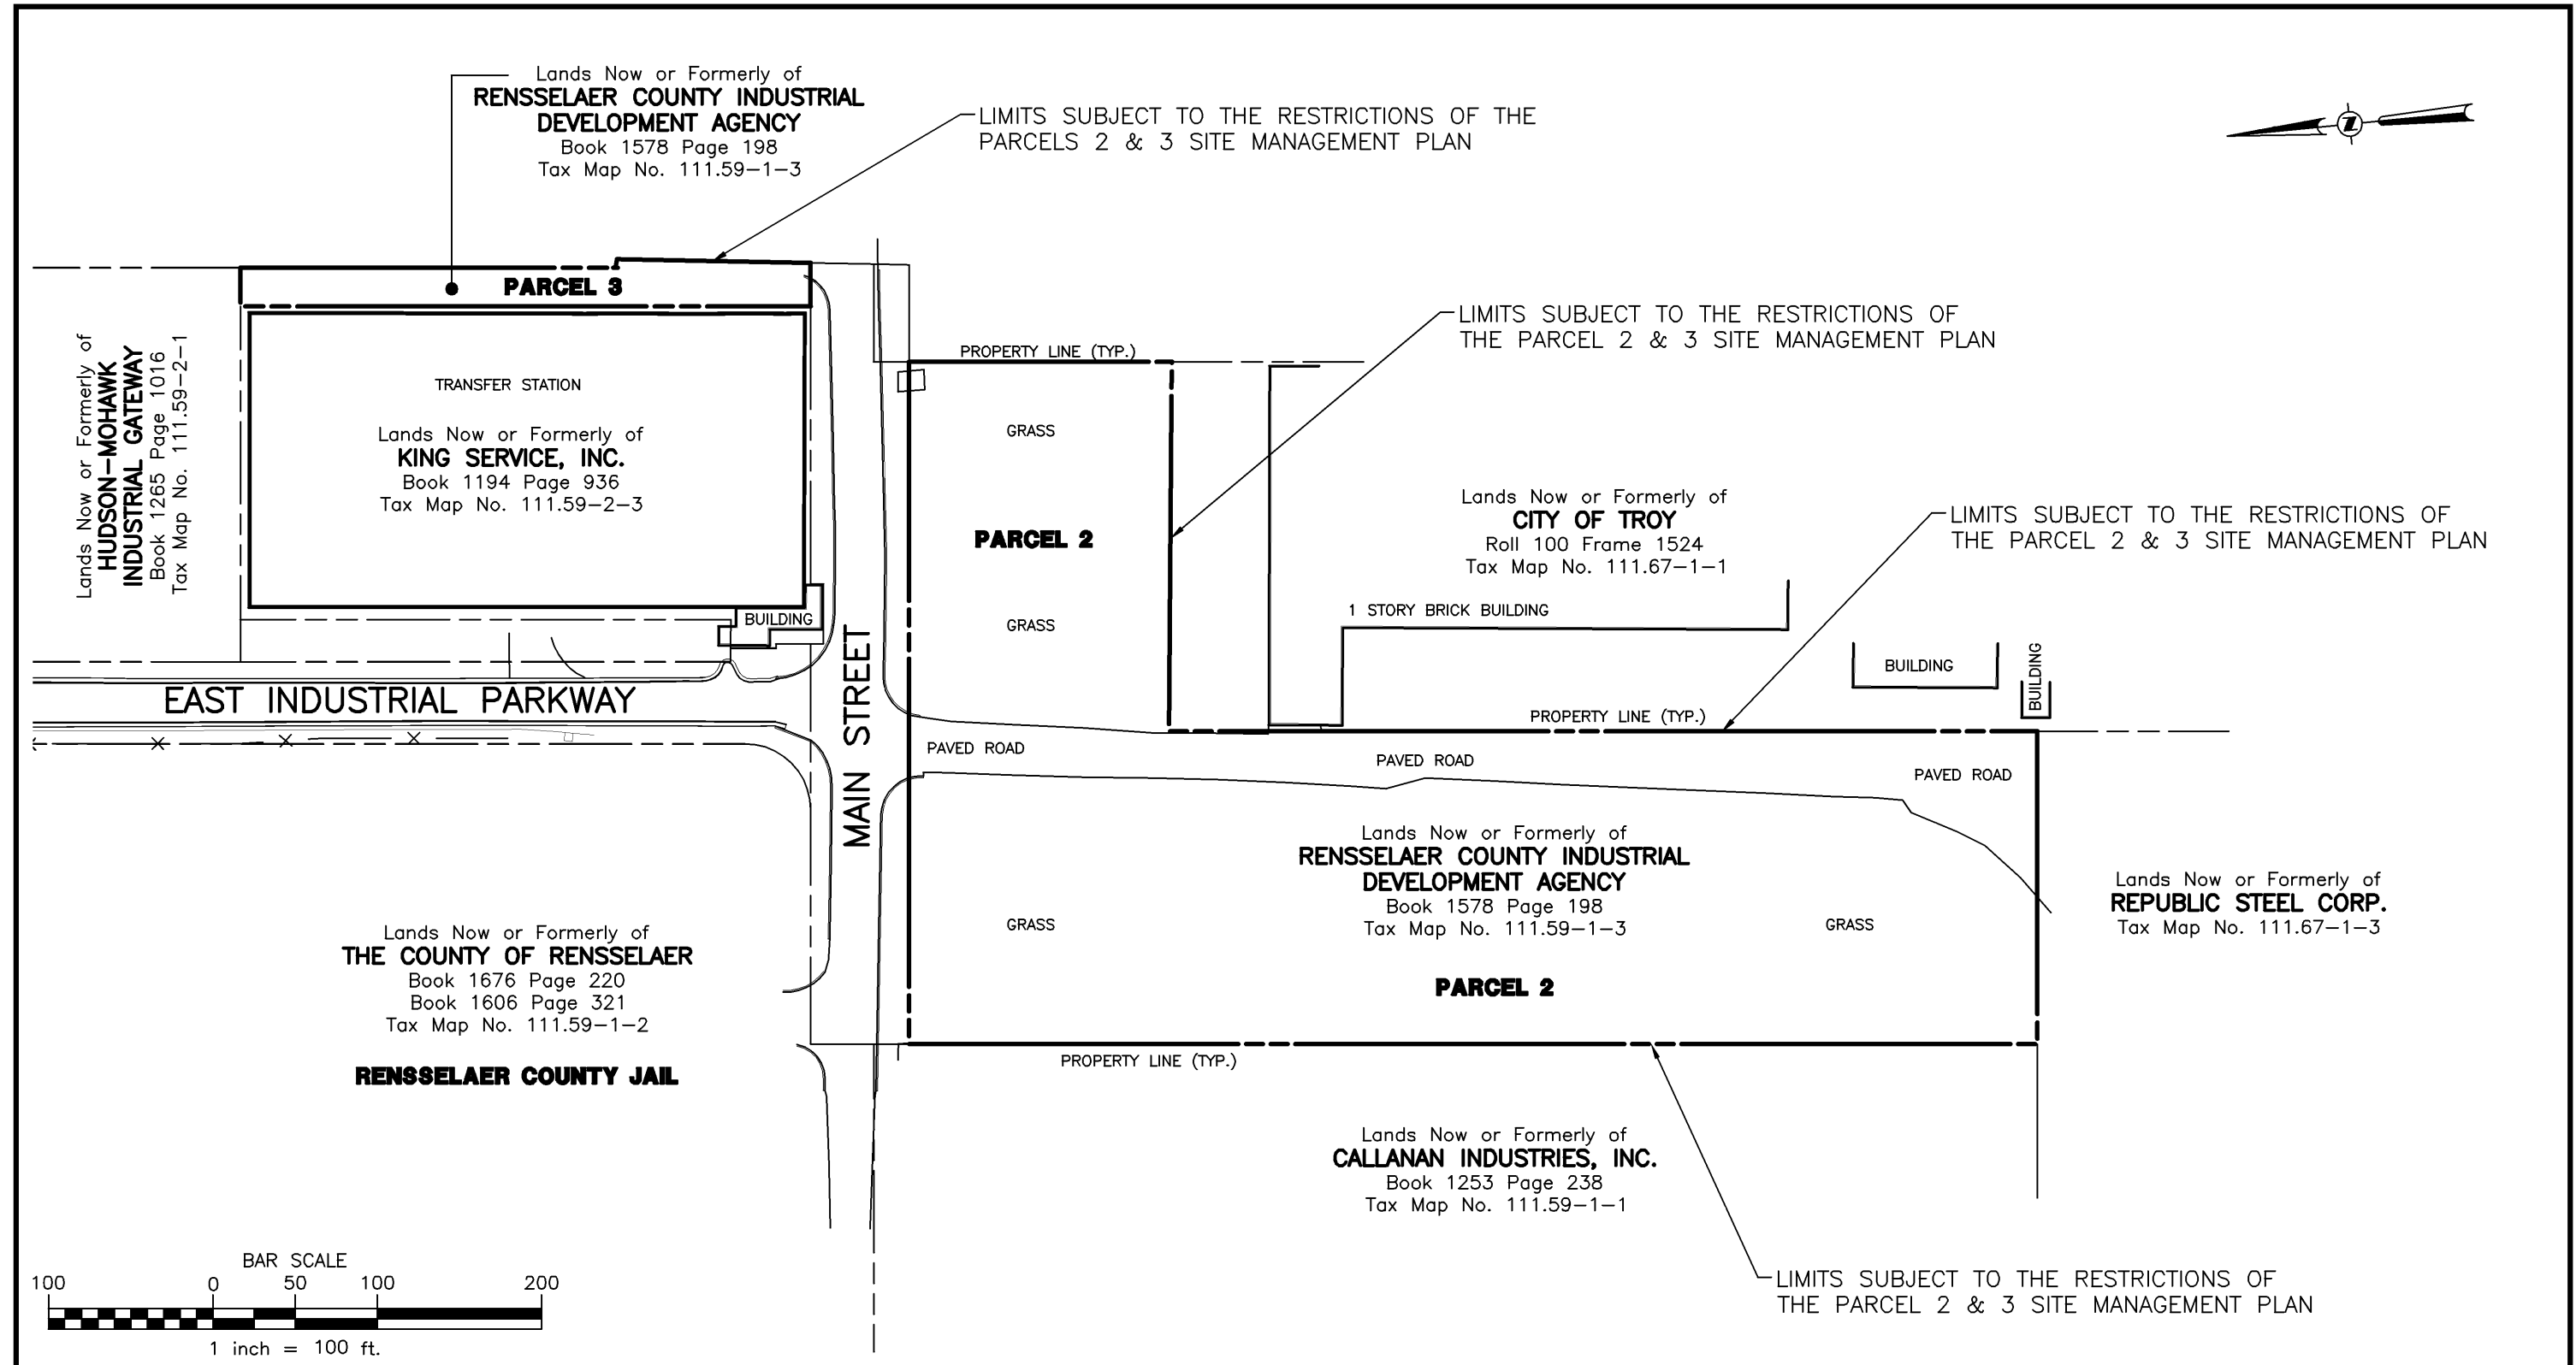 Lands Now or Formerly of
RENSSELAER COUNTY INDUSTRIAL
DEVELOPMENT AGENCY
Book 1578 Page 198
Tax Map No. 111.59-1-3
LIMITS SUBJECT TO THE RESTRICTIONS OF THE
PARCELS 2 & 3 SITE MANAGEMENT PLAN
Z
PARCEL 3
LIMITS SUBJECT TO THE RESTRICTIONS OF
THE PARCEL 2 & 3 SITE MANAGEMENT PLAN
Lands Now or Formerly of
HUDSON-MOHAWK
INDUSTRIAL GATEWAY
Book 1265 Page 1016
Tax Map No. 111.59-2-1
TRANSFER STATION
Lands Now or Formerly of
KING SERVICE, INC.
Book 1194 Page 936
Tax Map No. 111.59-2-3
BUILDING
PROPERTY LINE (TYP.)
GRASS
PARCEL 2
GRASS
Lands Now or Formerly of
CITY OF TROY
Roll 100 Frame 1524
Tax Map No. 111.67-1-1
1 STORY BRICK BUILDING
LIMITS SUBJECT TO THE RESTRICTIONS OF
THE PARCEL 2 & 3 SITE MANAGEMENT PLAN
BUILDING
BUILDING
EAST INDUSTRIAL PARKWAY
MAIN STREET
PROPERTY LINE (TYP.)
PAVED ROAD
PAVED ROAD
PAVED ROAD
Lands Now or Formerly of
RENSSELAER COUNTY INDUSTRIAL
DEVELOPMENT AGENCY
Book 1578 Page 198
Tax Map No. 111.59-1-3
GRASS
GRASS
PARCEL 2
Lands Now or Formerly of
REPUBLIC STEEL CORP.
Tax Map No. 111.67-1-3
Lands Now or Formerly of
THE COUNTY OF RENSSELAER
Book 1676 Page 220
Book 1606 Page 321
Tax Map No. 111.59-1-2
RENSSELAER COUNTY JAIL
PROPERTY LINE (TYP.)
Lands Now or Formerly of
CALLANAN INDUSTRIES, INC.
Book 1253 Page 238
Tax Map No. 111.59-1-1
LIMITS SUBJECT TO THE RESTRICTIONS OF
THE PARCEL 2 & 3 SITE MANAGEMENT PLAN
BAR SCALE
100 0 50 100 200
1 inch = 100 ft.